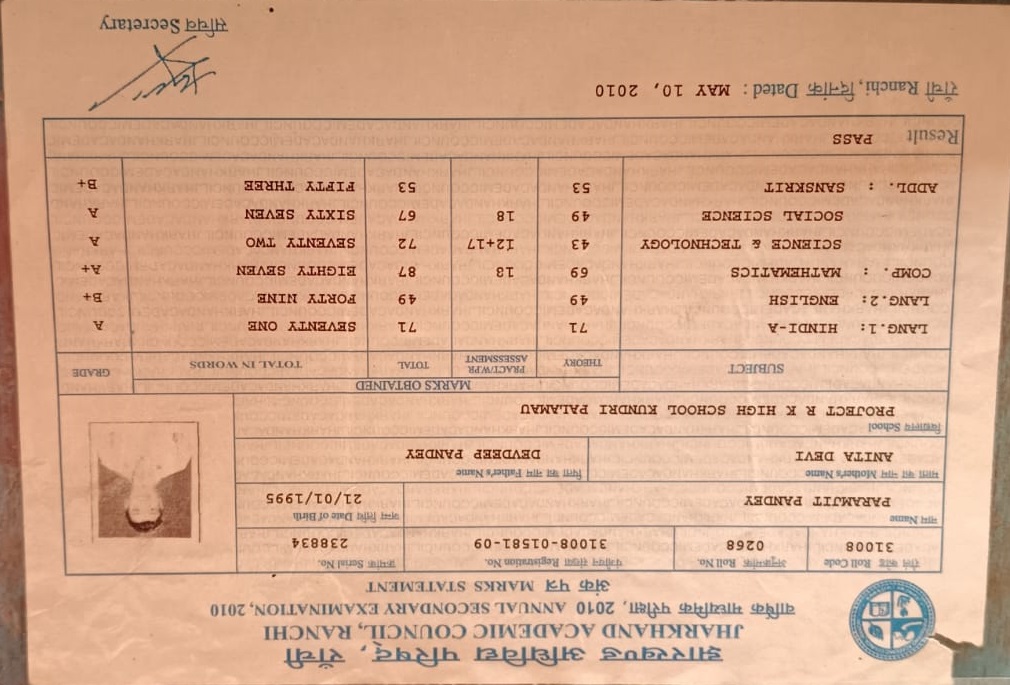 झारखण्ड अधिविद्य परिषद्, राँची
JHARKHAND ACADEMIC COUNCIL, RANCHI
वार्षिक माध्यमिक परीक्षा, 2010 ANNUAL SECONDARY EXAMINATION, 2010
अंक पत्र MARKS STATEMENT
रौल कोड Roll Code अनुक्रमांक Roll No. पंजीयन संख्या Registration No. क्रमांक Serial No.
31008 0268 31008-01581-09 238834
नाम Name जन्म तिथि Date of Birth
PARAMJIT PANDEY 21/01/1995
माता का नाम Mother's Name पिता का नाम Father's Name
ANITA DEVI DEVDEEP PANDEY
विद्यालय School
PROJECT R K HIGH SCHOOL KUNDRI PALAMAU
MARKS OBTAINED
SUBJECT THEORY PRACT/W/PR ASSESSMENT TOTAL TOTAL IN WORDS GRADE
LANG.1: HINDI-A 71 71 SEVENTY ONE A
LANG.2: ENGLISH 49 49 FORTY NINE B+
COMP. : MATHEMATICS 69 18 87 EIGHTY SEVEN A+
SCIENCE & TECHNOLOGY 43 12+17 72 SEVENTY TWO A
SOCIAL SCIENCE 49 18 67 SIXTY SEVEN A
ADDL. : SANSKRIT 53 53 FIFTY THREE B+
Result PASS
राँची Ranchi, दिनांक Dated : MAY 10, 2010
सचिव Secretary